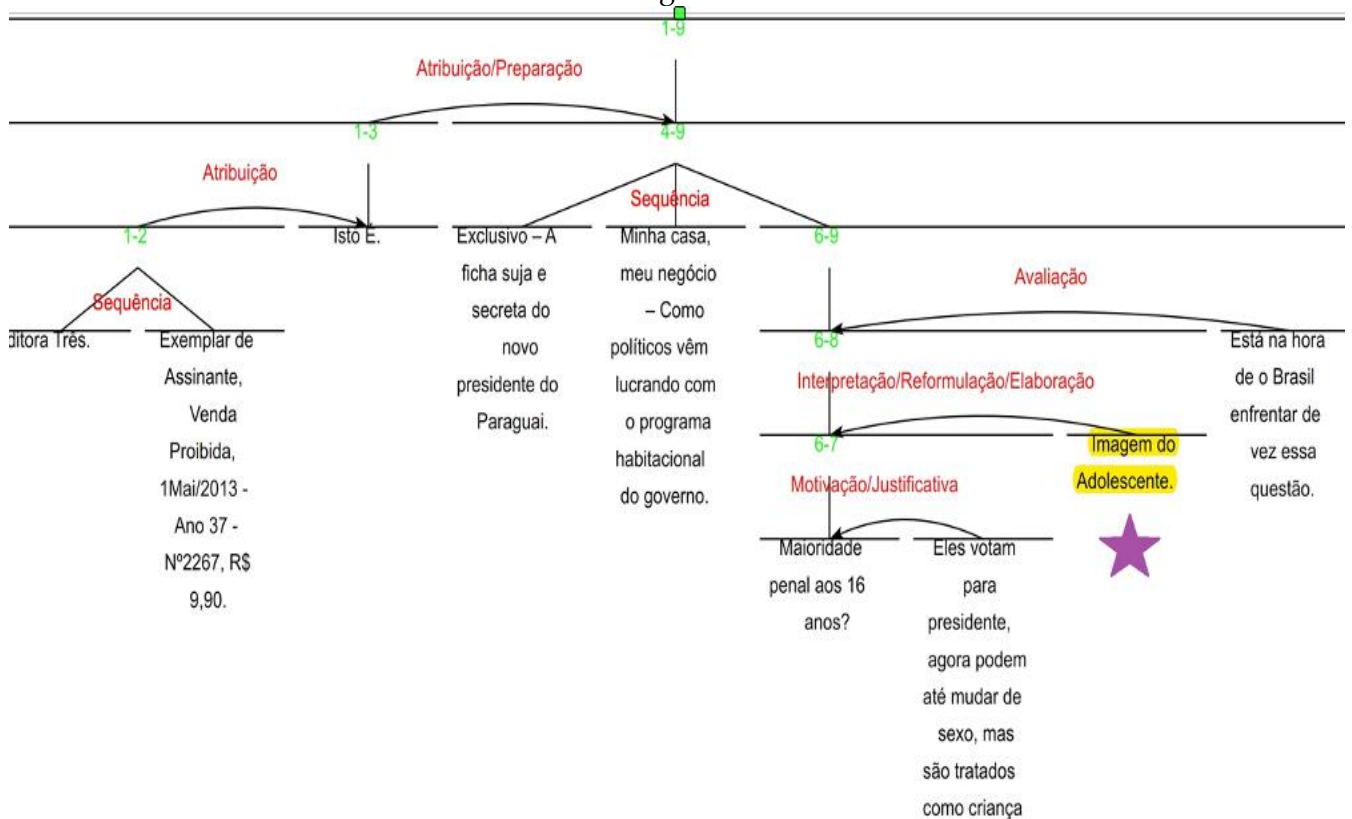 1-9
Atribuição/Preparação
1-3
4-9
Atribuição
Sequência
1-2
Isto É.
Exclusivo – A
ficha suja e
secreta do
novo
presidente do
Paraguai.
Minha casa,
meu negócio
– Como
políticos vêm
lucrando com
o programa
habitacional
do governo.
6-9
Sequência
ditora Três.
Exemplar de
Assinante,
Venda
Proibida,
1Mai/2013 -
Ano 37 -
Nº2267, R$
9,90.
Avaliação
6-8
Está na hora
de o Brasil
enfrentar de
vez essa
questão.
Interpretação/Reformulação/Elaboração
6-7
Imagem do
Adolescente.
Motivação/Justificativa
Maioridade
penal aos 16
anos?
Eles votam
para
presidente,
agora podem
até mudar de
sexo, mas
são tratados
como criança